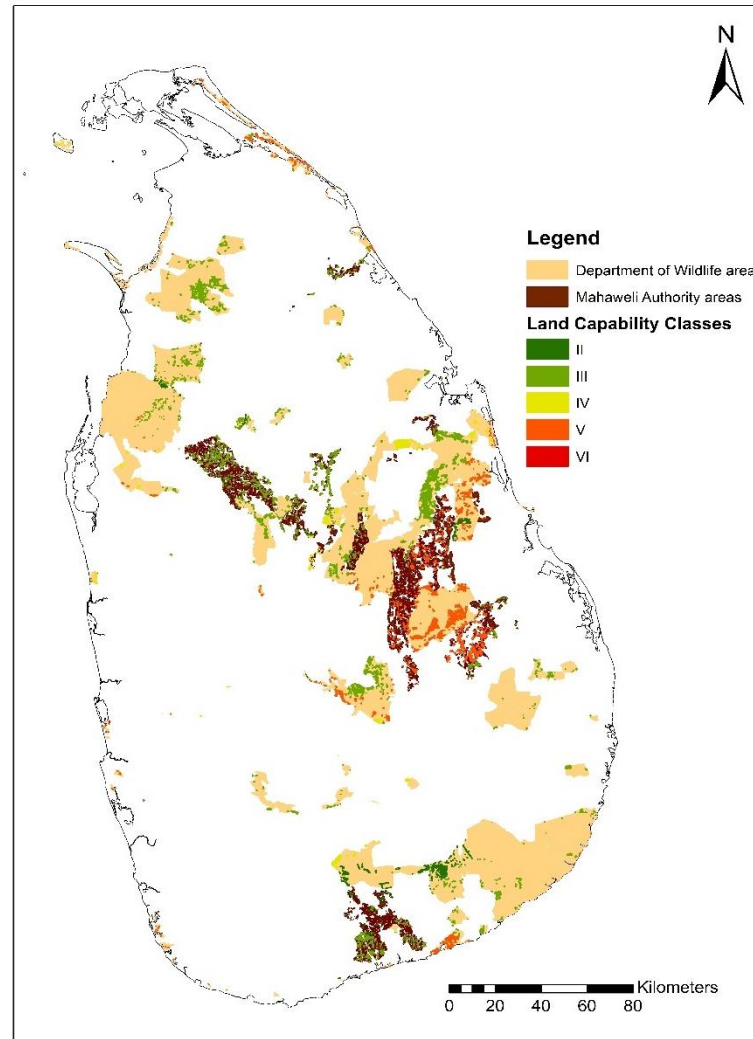 N
Legend
Department of Wildlife area
Mahaweli Authority areas
Land Capability Classes
II
III
IV
V
VI
Kilometers
0 10 20 40 60 80